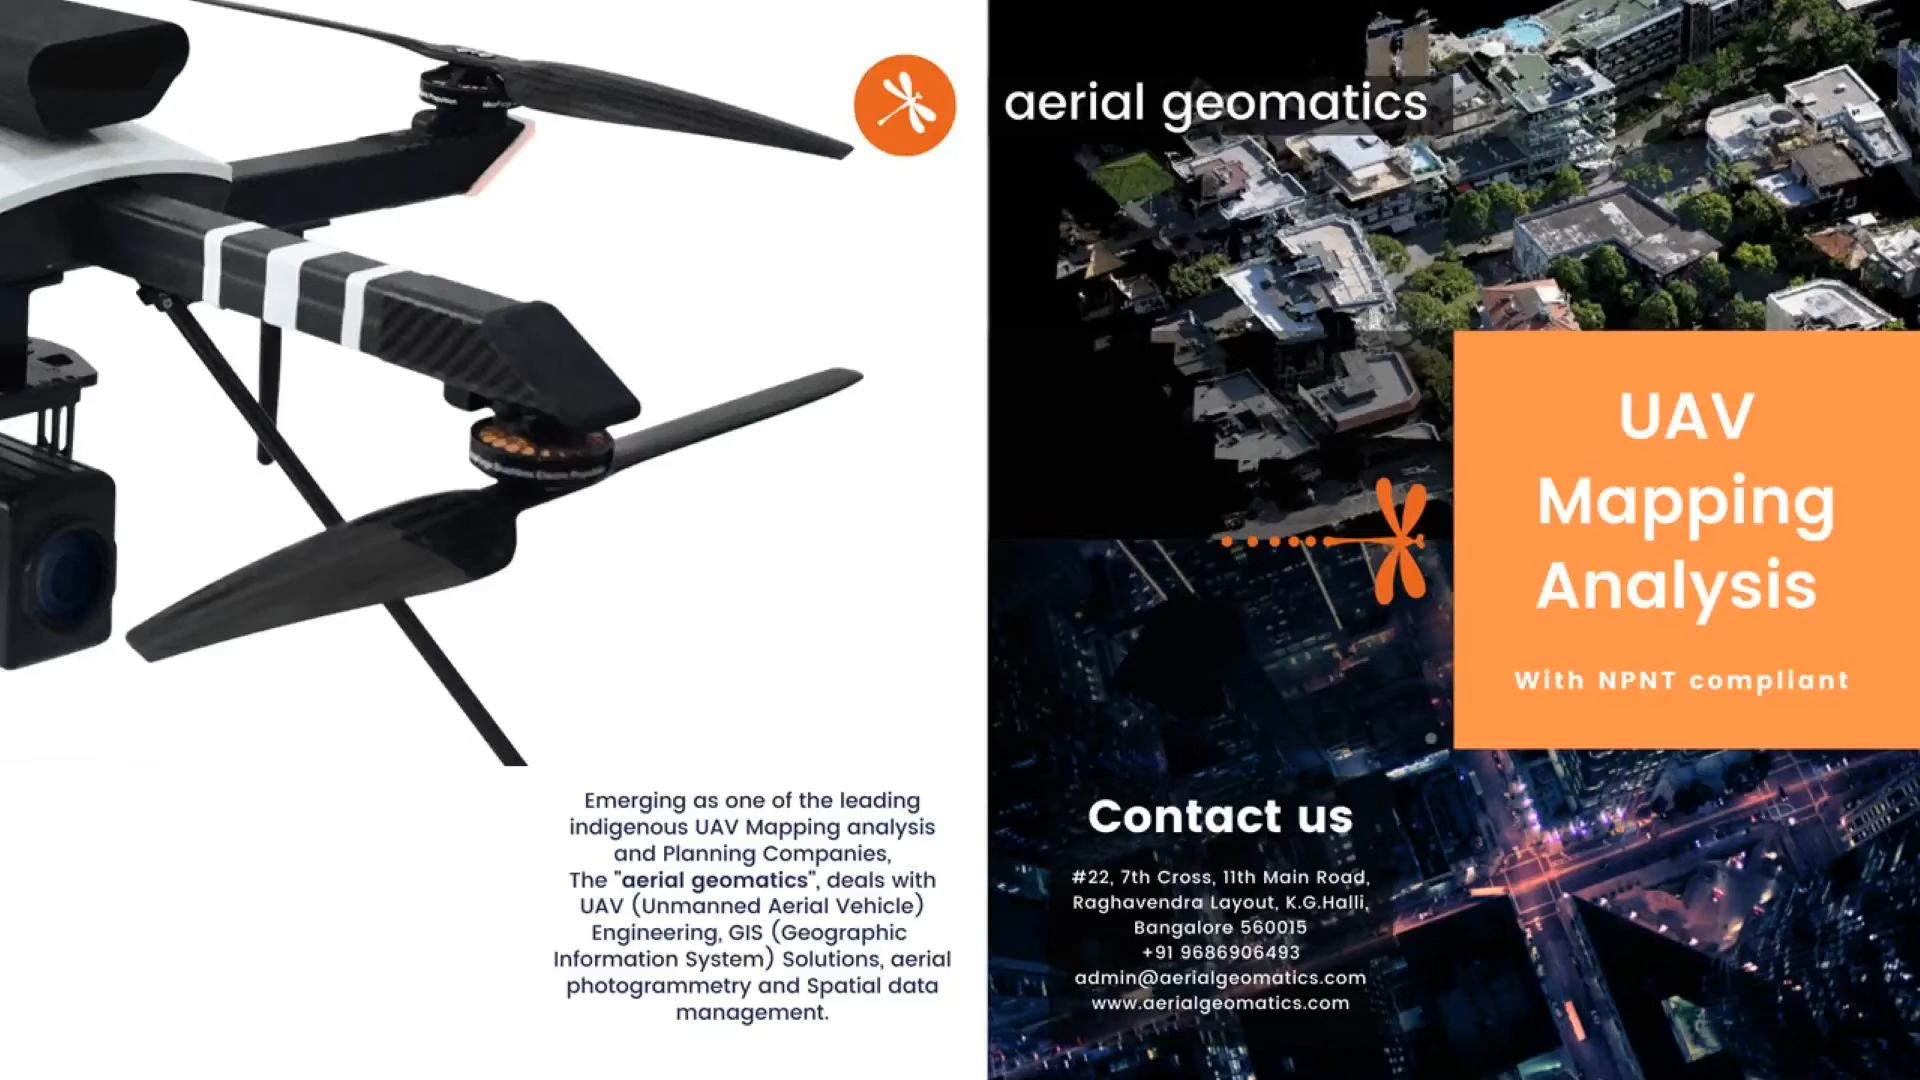 aerial geomatics
UAV
Mapping
Analysis
With NPNT compliant
Emerging as one of the leading
indigenous UAV Mapping analysis
and Planning Companies,
The "aerial geomatics", deals with
UAV (Unmanned Aerial Vehicle)
Engineering, GIS (Geographic
Information System) Solutions, aerial
photogrammetry and Spatial data
management.
Contact us
#22, 7th Cross, 11th Main Road,
Raghavendra Layout, K.G.Halli,
Bangalore 560015
+91 9686906493
admin@aerialgeomatics.com
www.aerialgeomatics.com